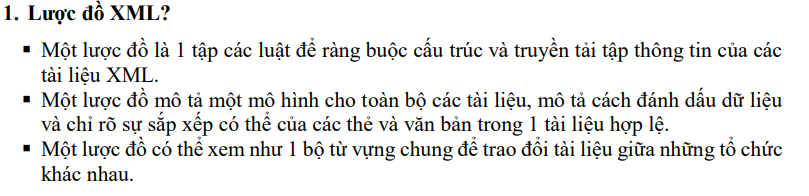 1. Lược đồ XML?
▪ Một lược đồ là 1 tập các luật để ràng buộc cấu trúc và truyền tải tập thông tin của các
tài liệu XML.
▪ Một lược đồ mô tả một mô hình cho toàn bộ các tài liệu, mô tả cách đánh dấu dữ liệu
và chỉ rõ sự sắp xếp có thể của các thẻ và văn bản trong 1 tài liệu hợp lệ.
▪ Một lược đồ có thể xem như 1 bộ từ vựng chung để trao đổi tài liệu giữa những tổ chức
khác nhau.